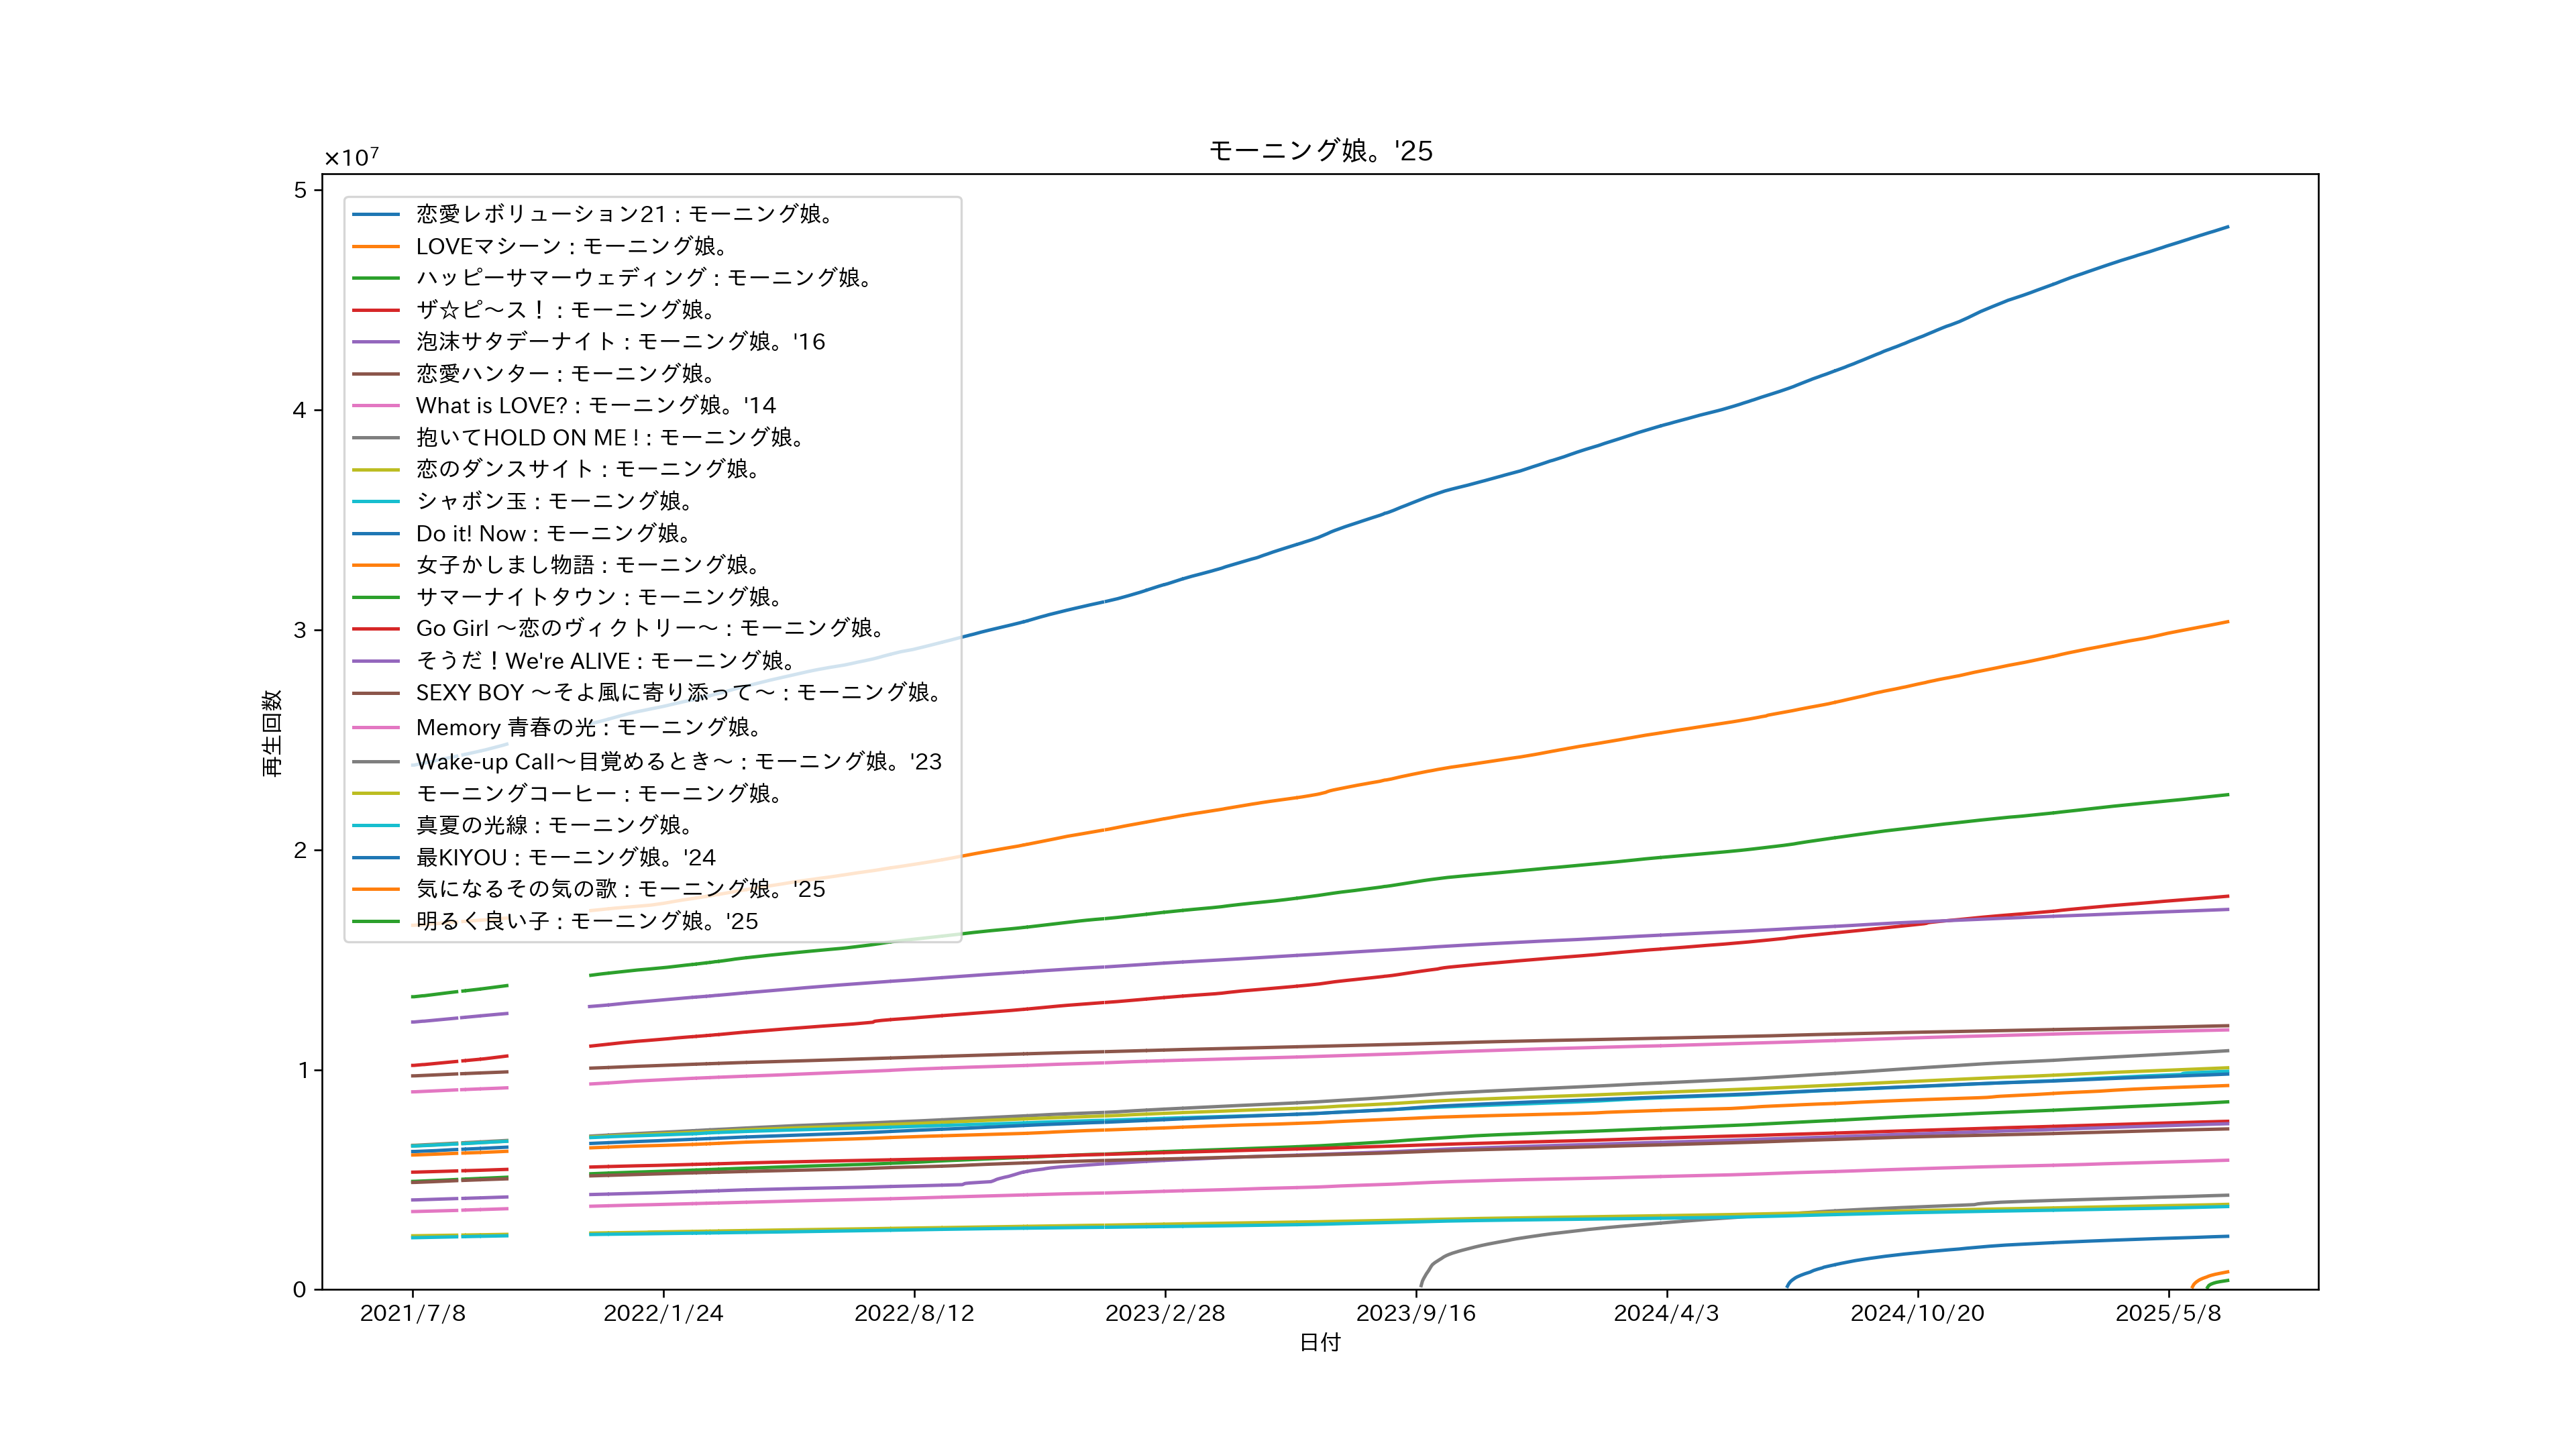 モーニング娘。'25
×10⁷
5
4
3
2
1
0
再生回数
恋愛レボリューション21 : モーニング娘。
LOVEマシーン : モーニング娘。
ハッピーサマーウェディング : モーニング娘。
ザ☆ピ〜ス! : モーニング娘。
泡沫サタデーナイト : モーニング娘。'16
恋愛ハンター : モーニング娘。
What is LOVE? : モーニング娘。'14
抱いてHOLD ON ME ! : モーニング娘。
恋のダンスサイト : モーニング娘。
シャボン玉 : モーニング娘。
Do it! Now : モーニング娘。
女子かしまし物語 : モーニング娘。
サマーナイトタウン : モーニング娘。
Go Girl 〜恋のヴィクトリー〜 : モーニング娘。
そうだ!We're ALIVE : モーニング娘。
SEXY BOY 〜そよ風に寄り添って〜 : モーニング娘。
Memory 青春の光 : モーニング娘。
Wake-up Call〜目覚めるとき〜 : モーニング娘。'23
モーニングコーヒー : モーニング娘。
真夏の光線 : モーニング娘。
最KIYOU : モーニング娘。'24
気になるその気の歌 : モーニング娘。'25
明るく良い子 : モーニング娘。'25
2021/7/8 2022/1/24 2022/8/12 2023/2/28 2023/9/16 2024/4/3 2024/10/20 2025/5/8
日付